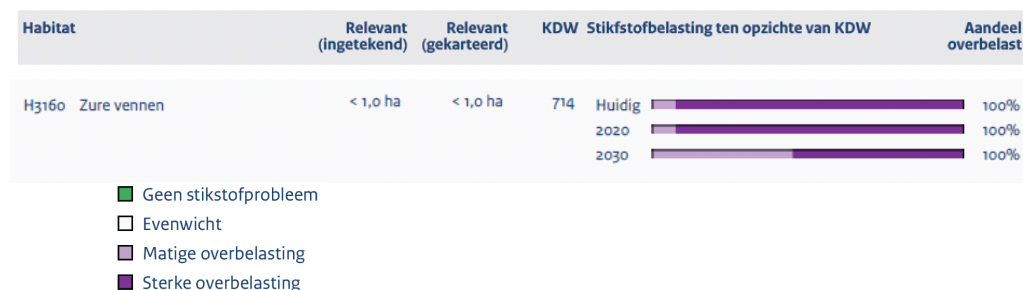 Habitat Relevant Relevant KDW Stikfstofbelasting ten opzichte van KDW Aandeel
(ingetekend) (gekarteerd) overbelast
H3160 Zure vennen < 1,0 ha < 1,0 ha 714 Huidig 100%
2020 100%
2030 100%
Geen stikstofprobleem
Evenwicht
Matige overbelasting
Sterke overbelasting